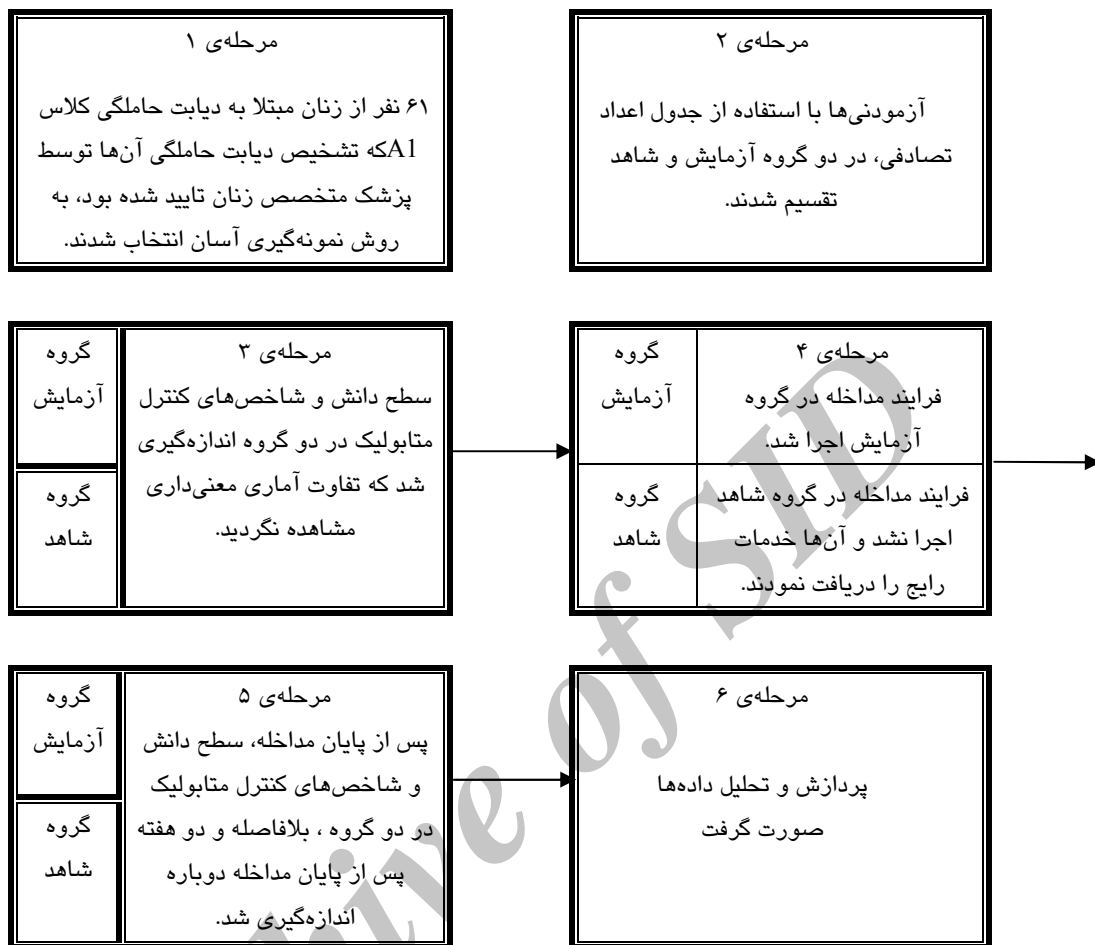 مرحله‌ی ۱
۶۱ نفر از زنان مبتلا به دیابت حاملگی کلاس
A1که تشخیص دیابت حاملگی آن‌ها توسط
پزشک متخصص زنان تایید شده بود، به
روش نمونه‌گیری آسان انتخاب شدند.
مرحله‌ی ۲
آزمودنی‌ها با استفاده از جدول اعداد
تصادفی، در دو گروه آزمایش و شاهد
تقسیم شدند.
گروه
آزمایش
گروه
شاهد
مرحله‌ی ۳
سطح دانش و شاخص‌های کنترل
متابولیک در دو گروه اندازه‌گیری
شد که تفاوت آماری معنی‌داری
مشاهده نگردید.
گروه
آزمایش
مرحله‌ی ۴
فرایند مداخله در گروه
آزمایش اجرا شد.
گروه
شاهد
فرایند مداخله در گروه شاهد
اجرا نشد و آن‌ها خدمات
رایج را دریافت نمودند.
گروه
آزمایش
گروه
شاهد
مرحله‌ی ۵
پس از پایان مداخله، سطح دانش
و شاخص‌های کنترل متابولیک
در دو گروه ، بلافاصله و دو هفته
پس از پایان مداخله دوباره
اندازه‌گیری شد.
مرحله‌ی ۶
پردازش و تحلیل داده‌ها
صورت گرفت
ive of SID